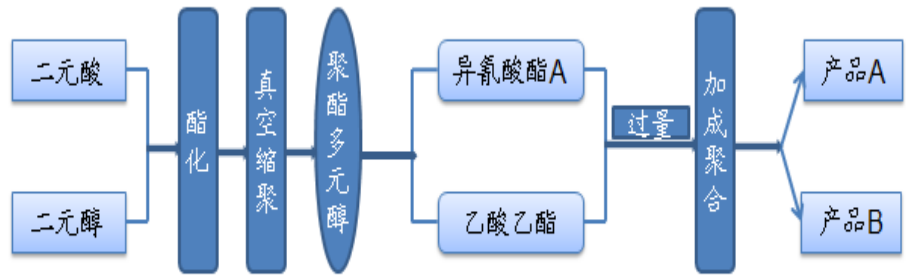 二元酸
二元醇
酯化
真空缩聚
聚酯多元醇
异氰酸酯A
乙酸乙酯
过量
加成聚合
产品A
产品B